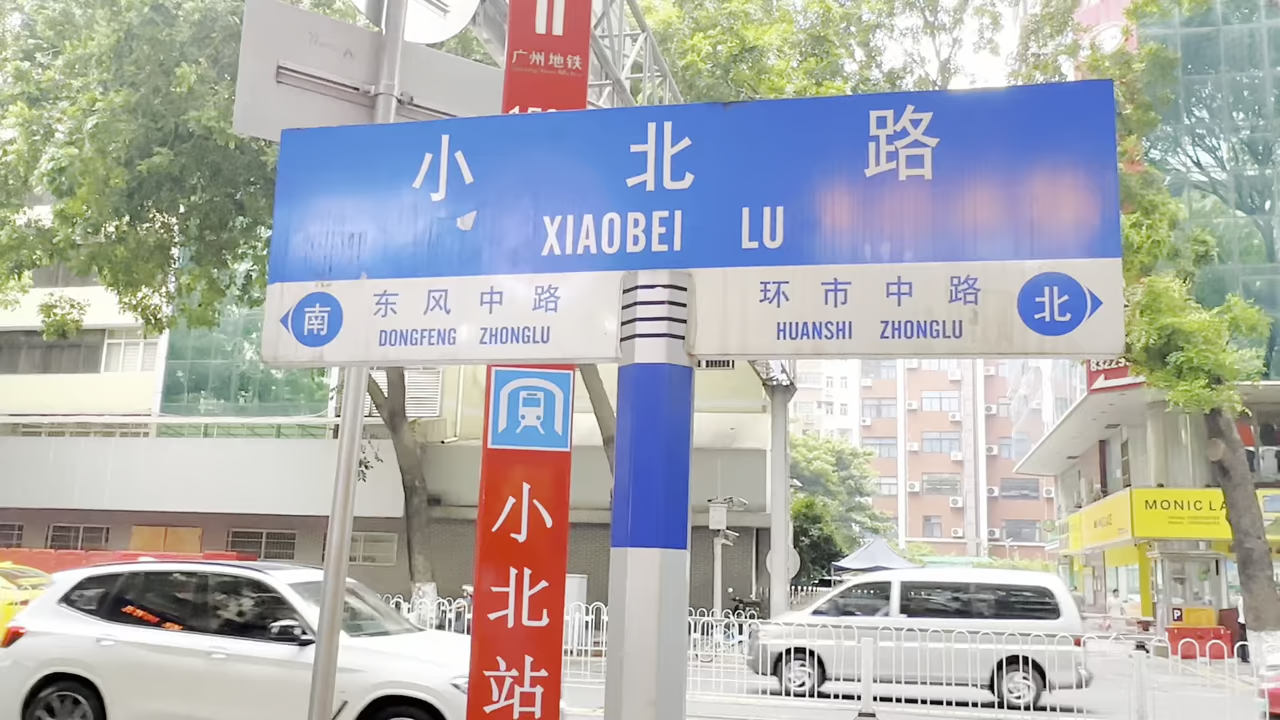 广州地铁
小北路
XIAOBEI LU
南
东风中路
DONGFENG ZHONGLU
环市中路
HUANSHI ZHONGLU
北
小北站
MONIC LA
P